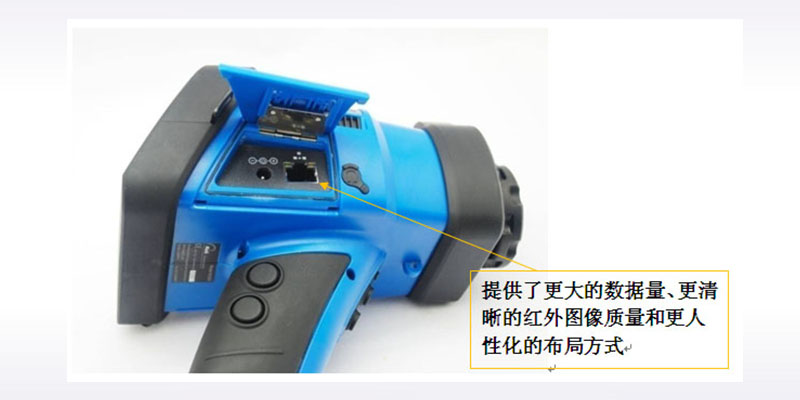 提供了更大的数据量、更清
晰的红外图像质量和更人
性化的布局方式